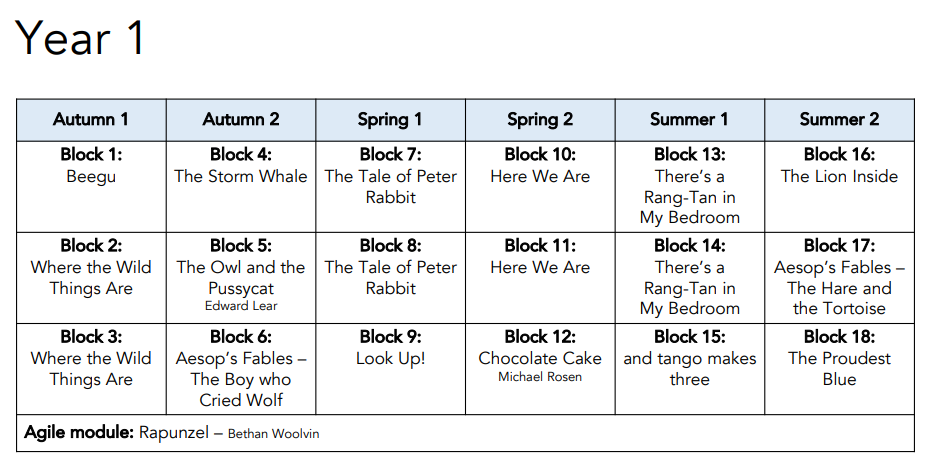 Year 1
Autumn 1
Autumn 2
Spring 1
Spring 2
Summer 1
Summer 2
Block 1:
Beegu
Block 4:
The Storm Whale
Block 7:
The Tale of Peter
Rabbit
Block 10:
Here We Are
Block 13:
There’s a
Rang-Tan in
My Bedroom
Block 16:
The Lion Inside
Block 2:
Where the Wild
Things Are
Block 5:
The Owl and the
Pussycat
Edward Lear
Block 8:
The Tale of Peter
Rabbit
Block 11:
Here We Are
Block 14:
There’s a
Rang-Tan in
My Bedroom
Block 17:
Aesop’s Fables –
The Hare and
the Tortoise
Block 3:
Where the Wild
Things Are
Block 6:
Aesop’s Fables –
The Boy who
Cried Wolf
Block 9:
Look Up!
Block 12:
Chocolate Cake
Michael Rosen
Block 15:
and tango makes
three
Block 18:
The Proudest
Blue
Agile module: Rapunzel – Bethan Woolvin